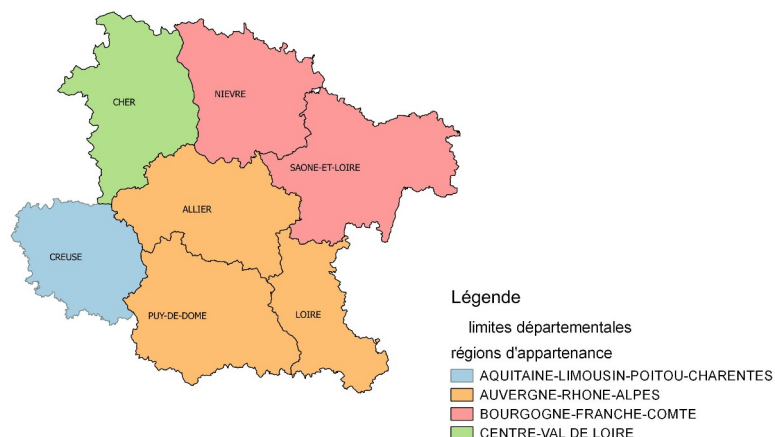 CHER
NIEVRE
SAONE-ET-LOIRE
ALLIER
CREUSE
PUY-DE-DOME
LOIRE
Légende
limites départementales
régions d'appartenance
AQUITAINE-LIMOUSIN-POITOU-CHARENTES
AUVERGNE-RHONE-ALPES
BOURGOGNE-FRANCHE-COMTE
CENTRE-VAL DE LOIRE